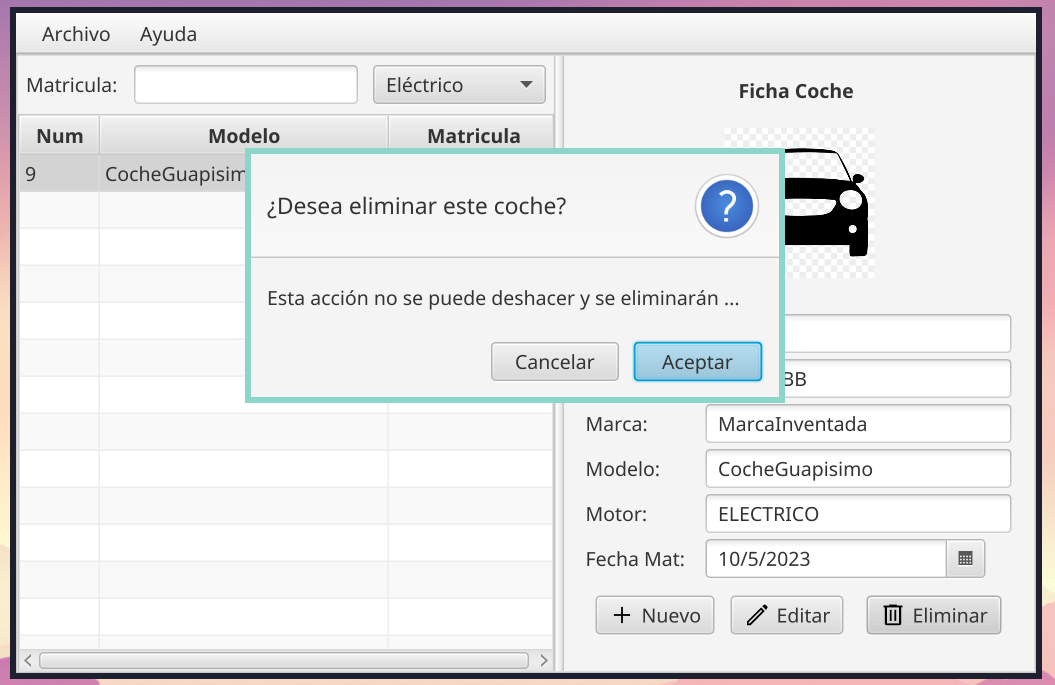 Archivo Ayuda
Matricula: Eléctrico
Num Modelo Matricula
9 CocheGuapisim
Ficha Coche
¿Desea eliminar este coche?
?
Esta acción no se puede deshacer y se eliminarán ...
Cancelar Aceptar
BB
Marca: MarcaInventada
Modelo: CocheGuapisimo
Motor: ELECTRICO
Fecha Mat: 10/5/2023
Nuevo Editar Eliminar